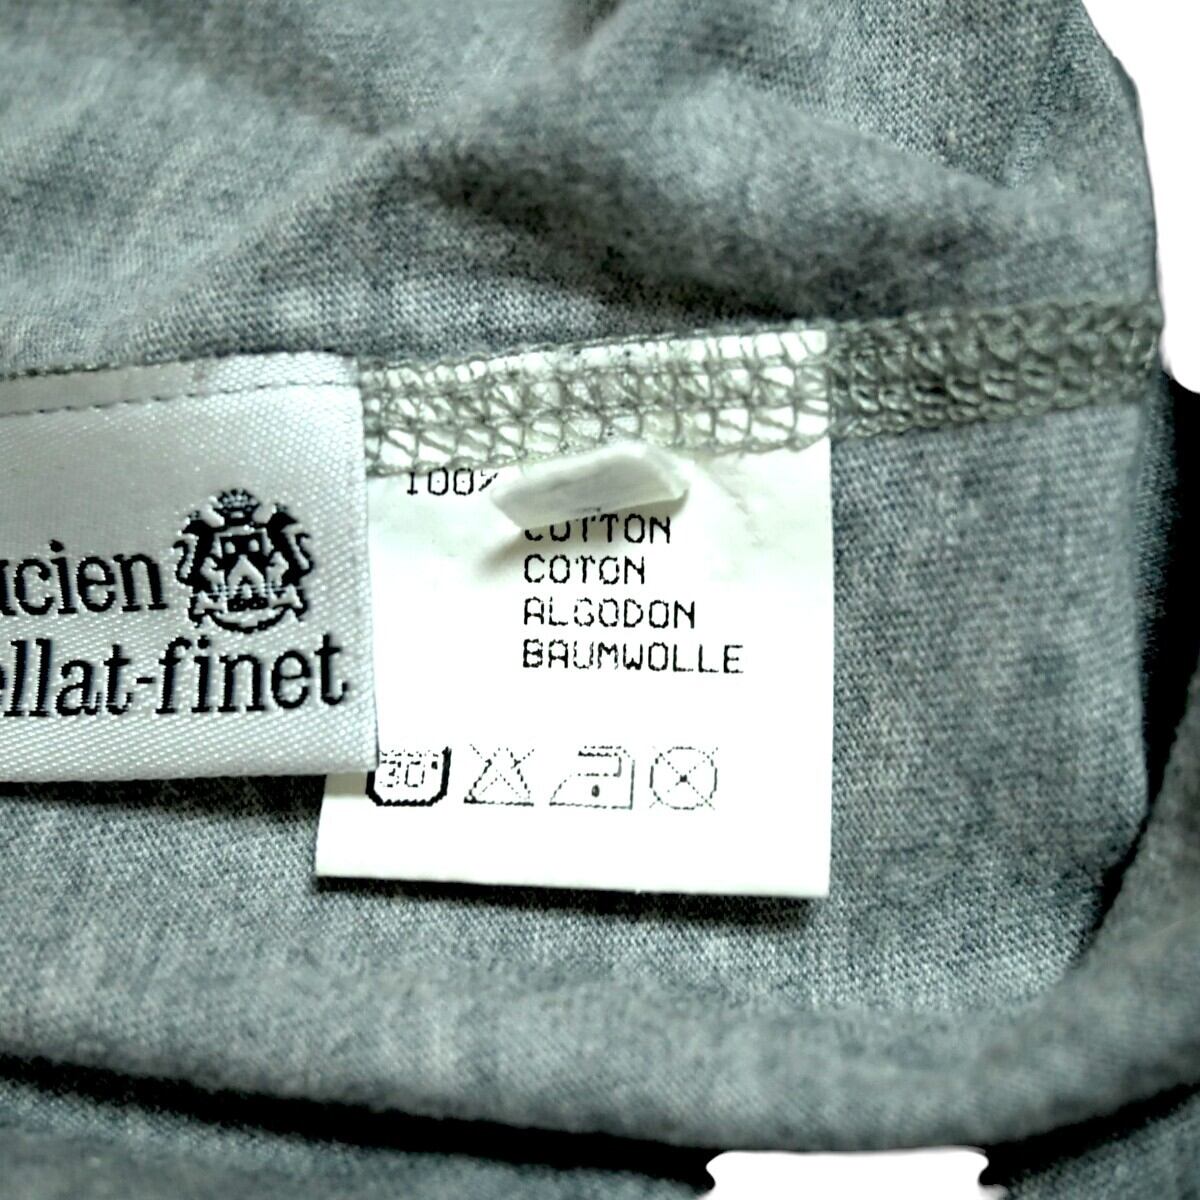 ucien
ellat-finet
100%
COTTON
COTON
ALGODON
BAUMWOLLE
30°